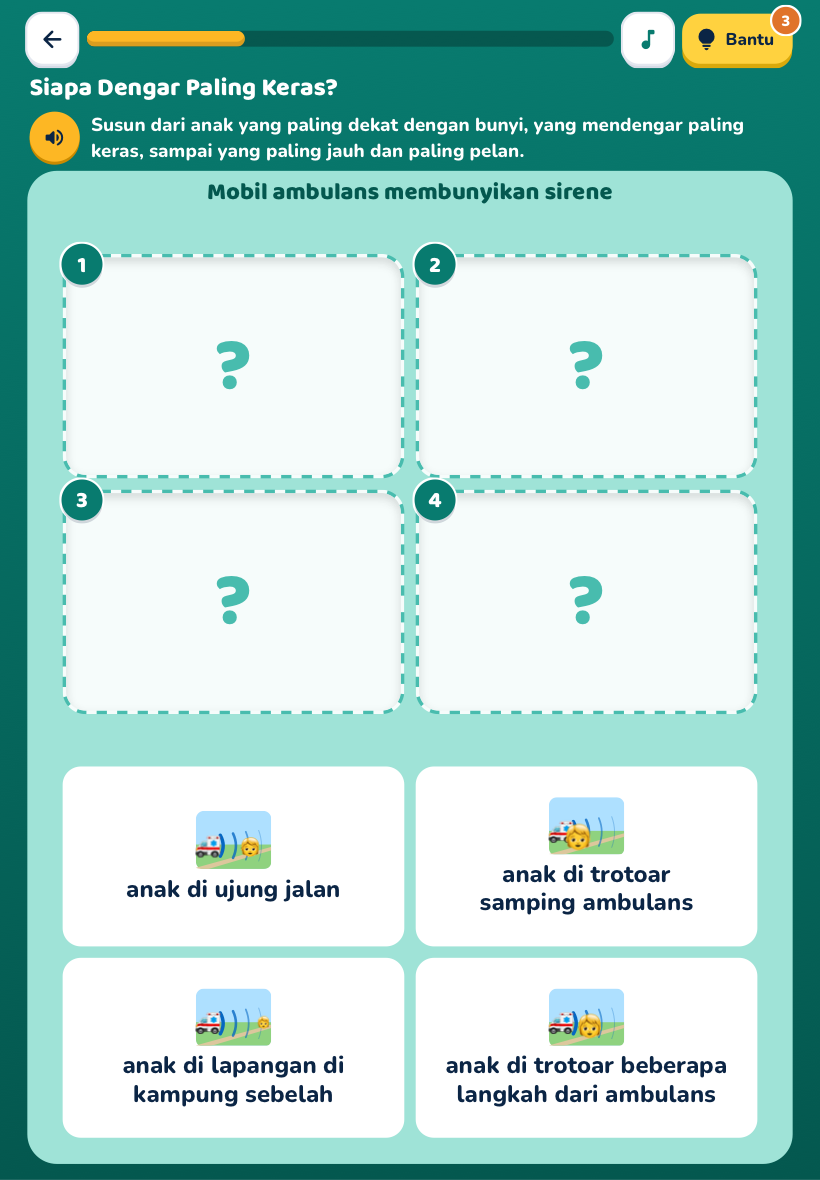 3
Bantu
Siapa Dengar Paling Keras?
Susun dari anak yang paling dekat dengan bunyi, yang mendengar paling
keras, sampai yang paling jauh dan paling pelan.
Mobil ambulans membunyikan sirene
1
2
?
?
3
4
?
?
anak di ujung jalan
anak di trotoar
samping ambulans
anak di lapangan di
kampung sebelah
anak di trotoar beberapa
langkah dari ambulans